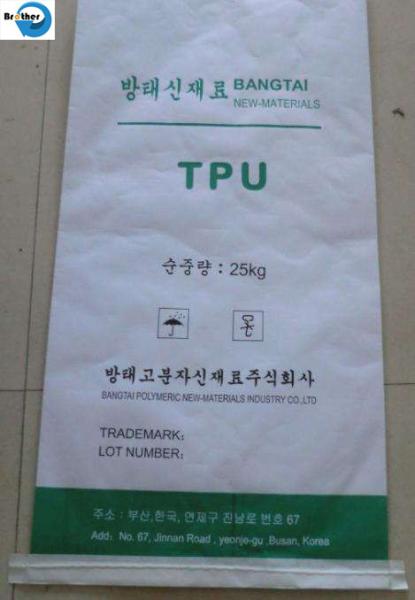 Brother
방태신재료 BANGTAI
NEW-MATERIALS
TPU
순중량 : 25kg
방태고분자신재료주식회사
BANGTAI POLYMERIC NEW-MATERIALS INDUSTRY CO.,LTD
TRADEMARK:
LOT NUMBER:
주소 : 부산,한국, 연제구 진남로 번호 67
Add: No. 67, Jinnan Road , yeonje-gu ,Busan, Korea